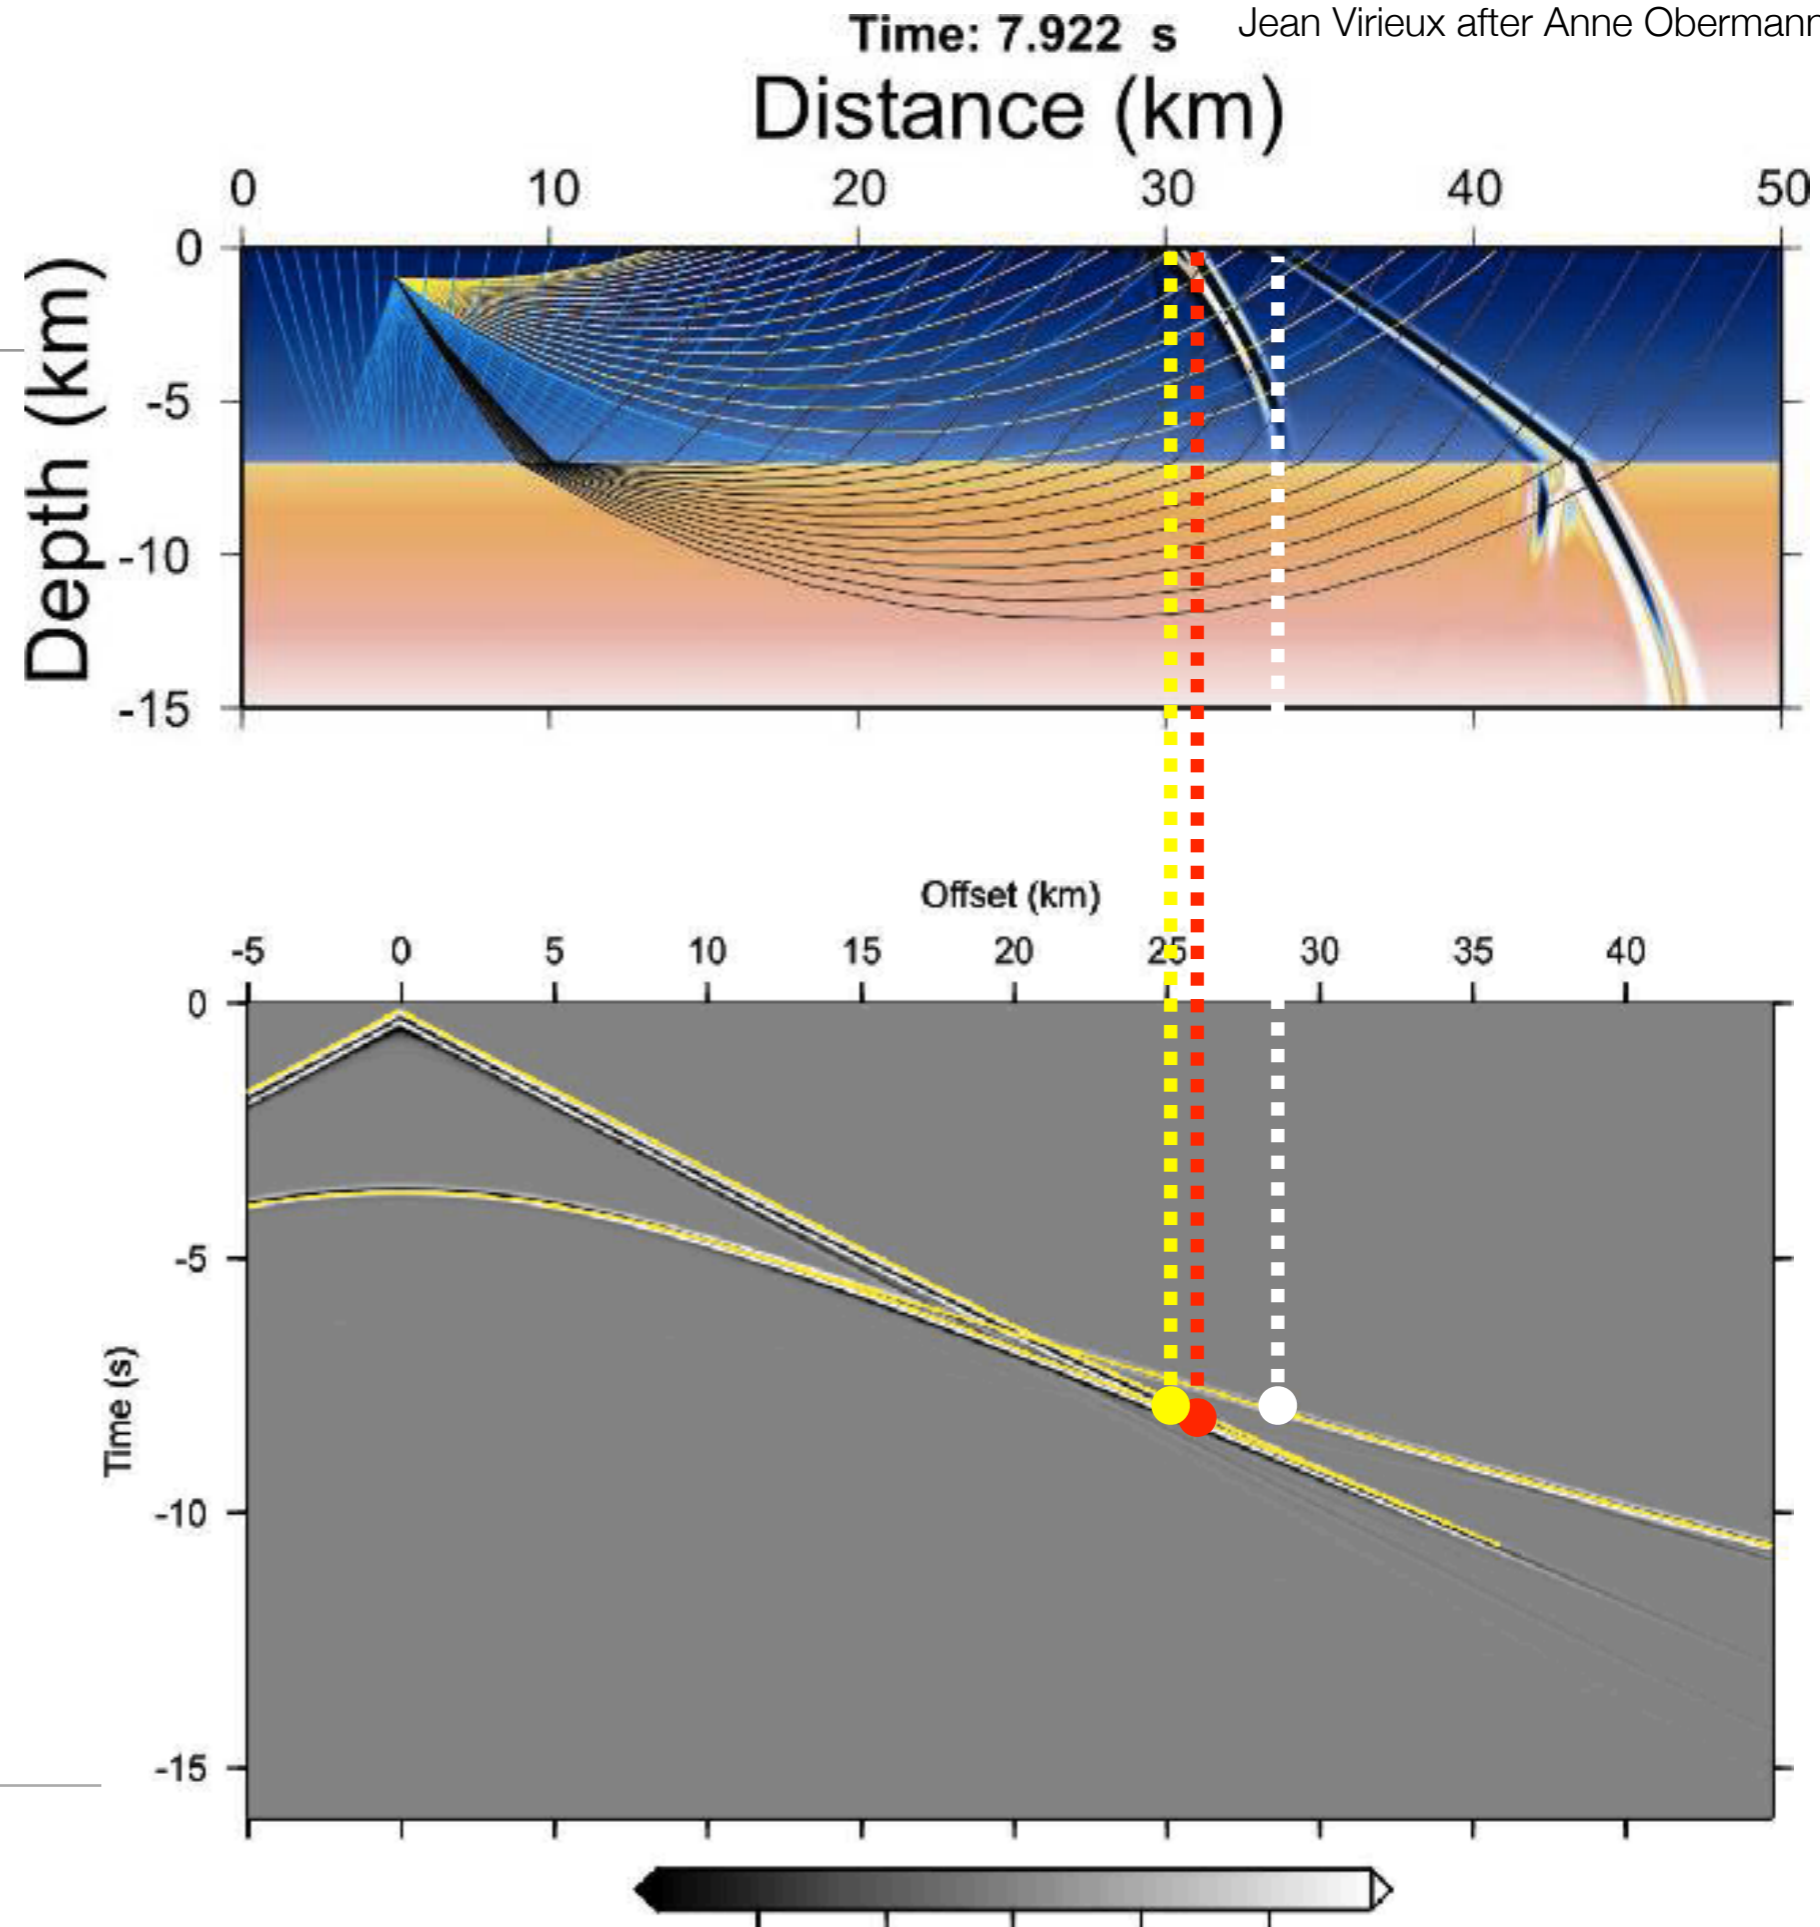 Jean Virieux after Anne Obermann
Time: 7.922 s
Distance (km)
0 10 20 30 40 50
Depth (km)
0
-5
-10
-15
Offset (km)
-5 0 5 10 15 20 25 30 35 40
Time (s)
0
-5
-10
-15